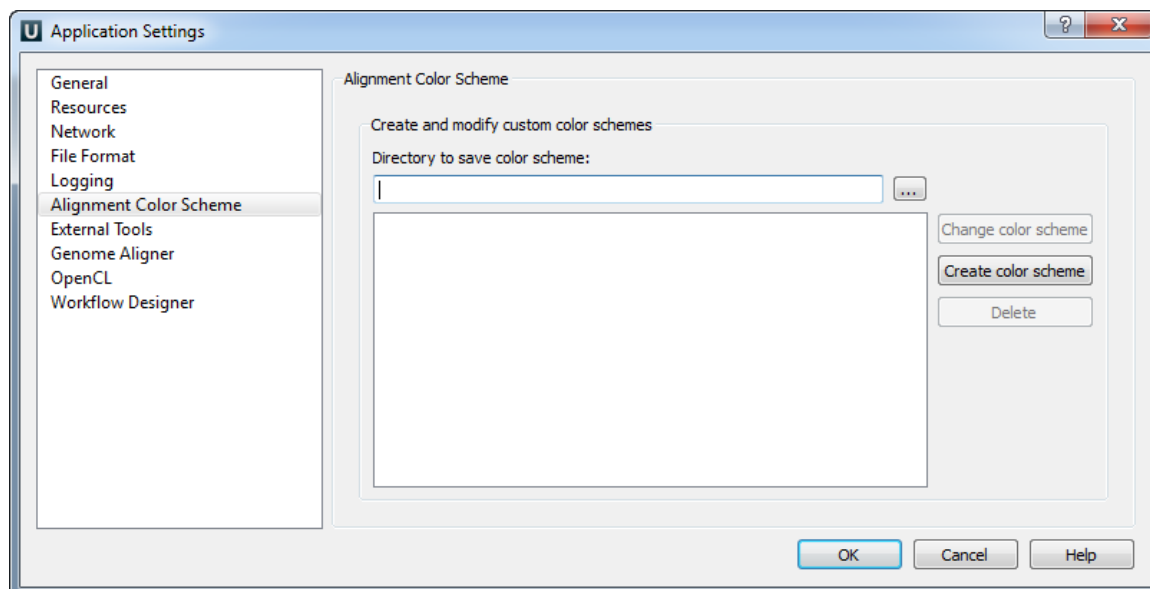 Application Settings
General
Resources
Network
File Format
Logging
Alignment Color Scheme
External Tools
Genome Aligner
OpenCL
Workflow Designer
Alignment Color Scheme
Create and modify custom color schemes
Directory to save color scheme:
...
Change color scheme
Create color scheme
Delete
OK
Cancel
Help